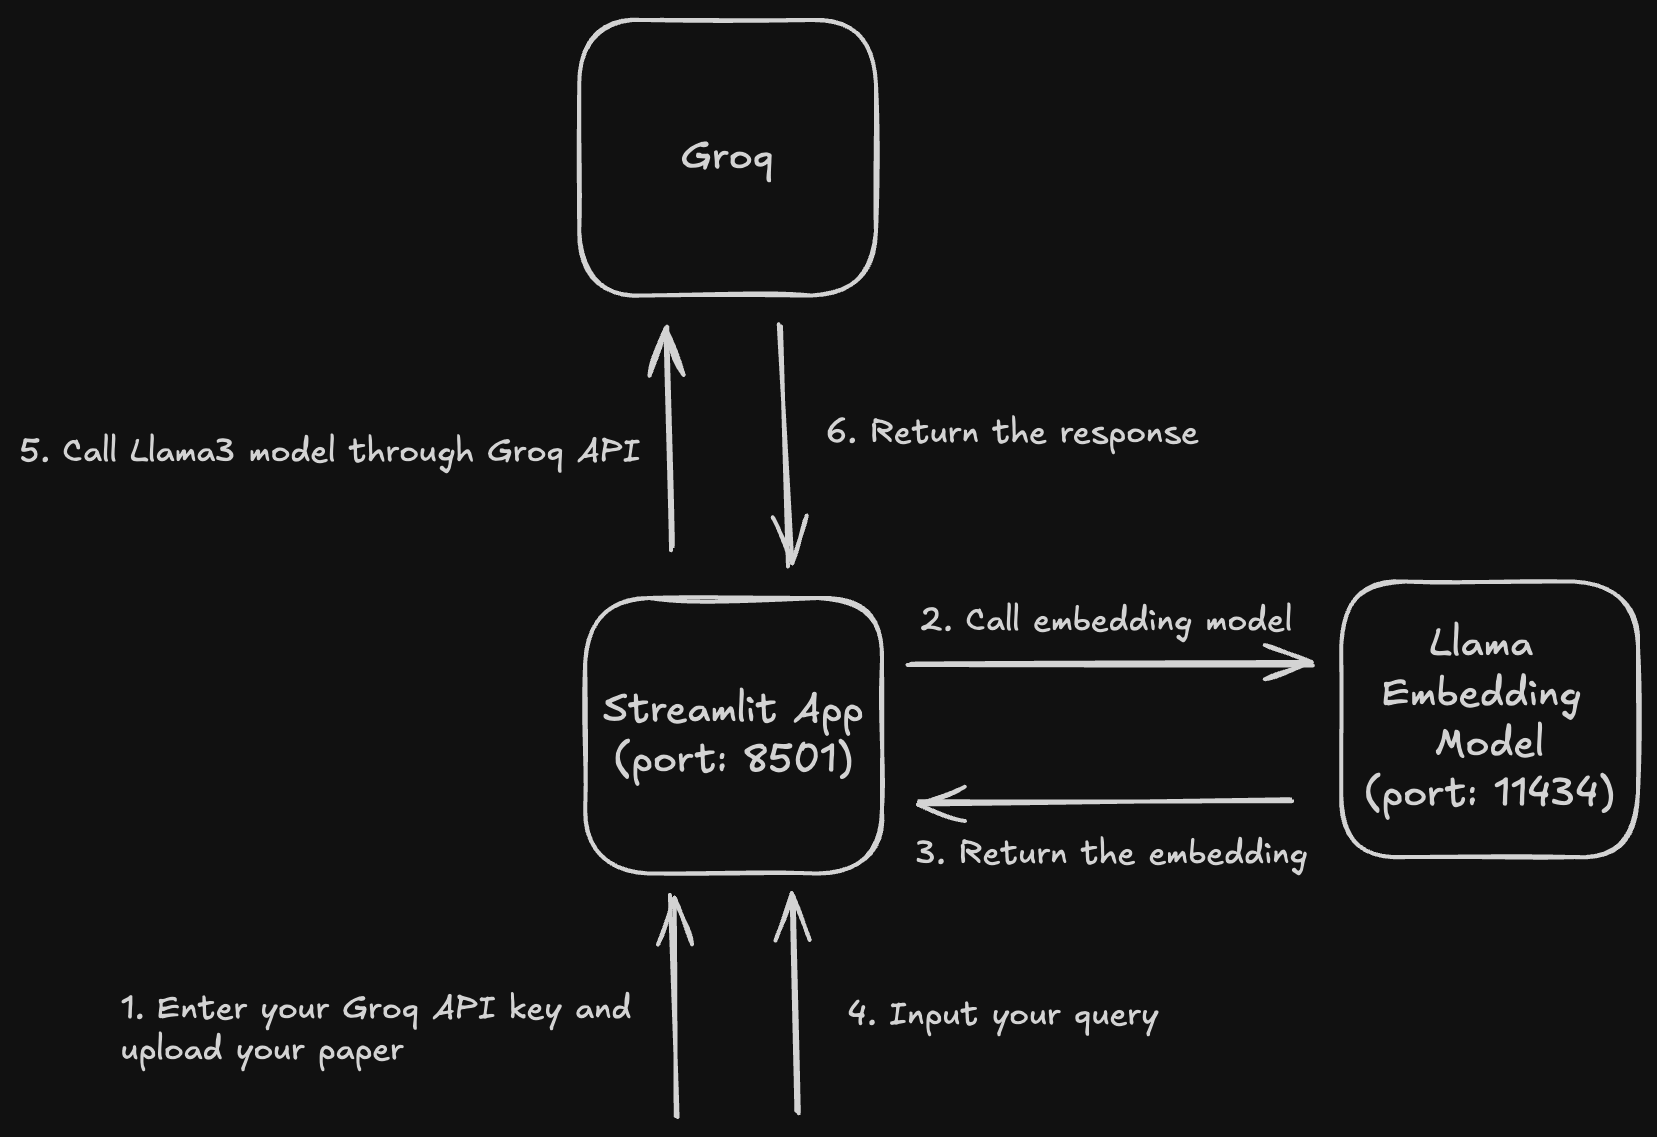 Groq
5. Call Llama3 model through Groq API
6. Return the response
2. Call embedding model
Streamlit App
(port: 8501)
Llama
Embedding
Model
(port: 11434)
3. Return the embedding
1. Enter your Groq API key and
upload your paper
4. Input your query